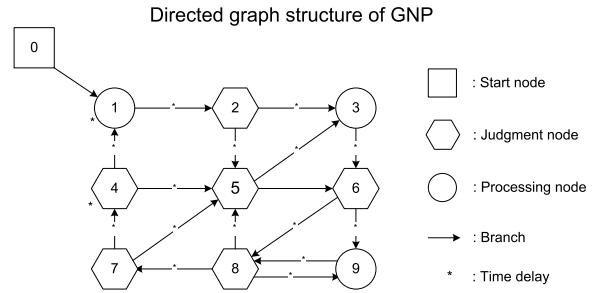 Directed graph structure of GNP
0
: Start node
1 * 2 * 3
*
: Judgment node
* * * *
4 * 5 6
*
: Processing node
* * * * *
: Branch
7 * 8 * 9
*
* : Time delay